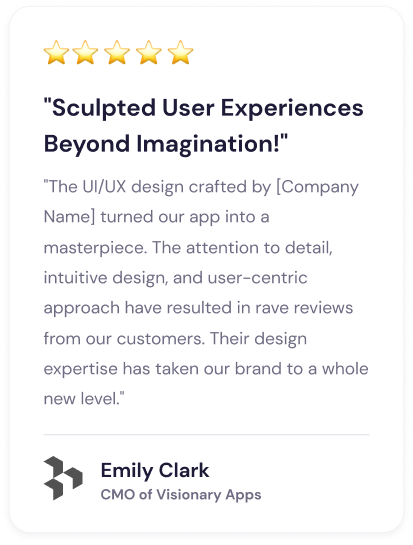 "Sculpted User Experiences
Beyond Imagination!"
"The UI/UX design crafted by [Company
Name] turned our app into a
masterpiece. The attention to detail,
intuitive design, and user-centric
approach have resulted in rave reviews
from our customers. Their design
expertise has taken our brand to a whole
new level."
Emily Clark
CMO of Visionary Apps